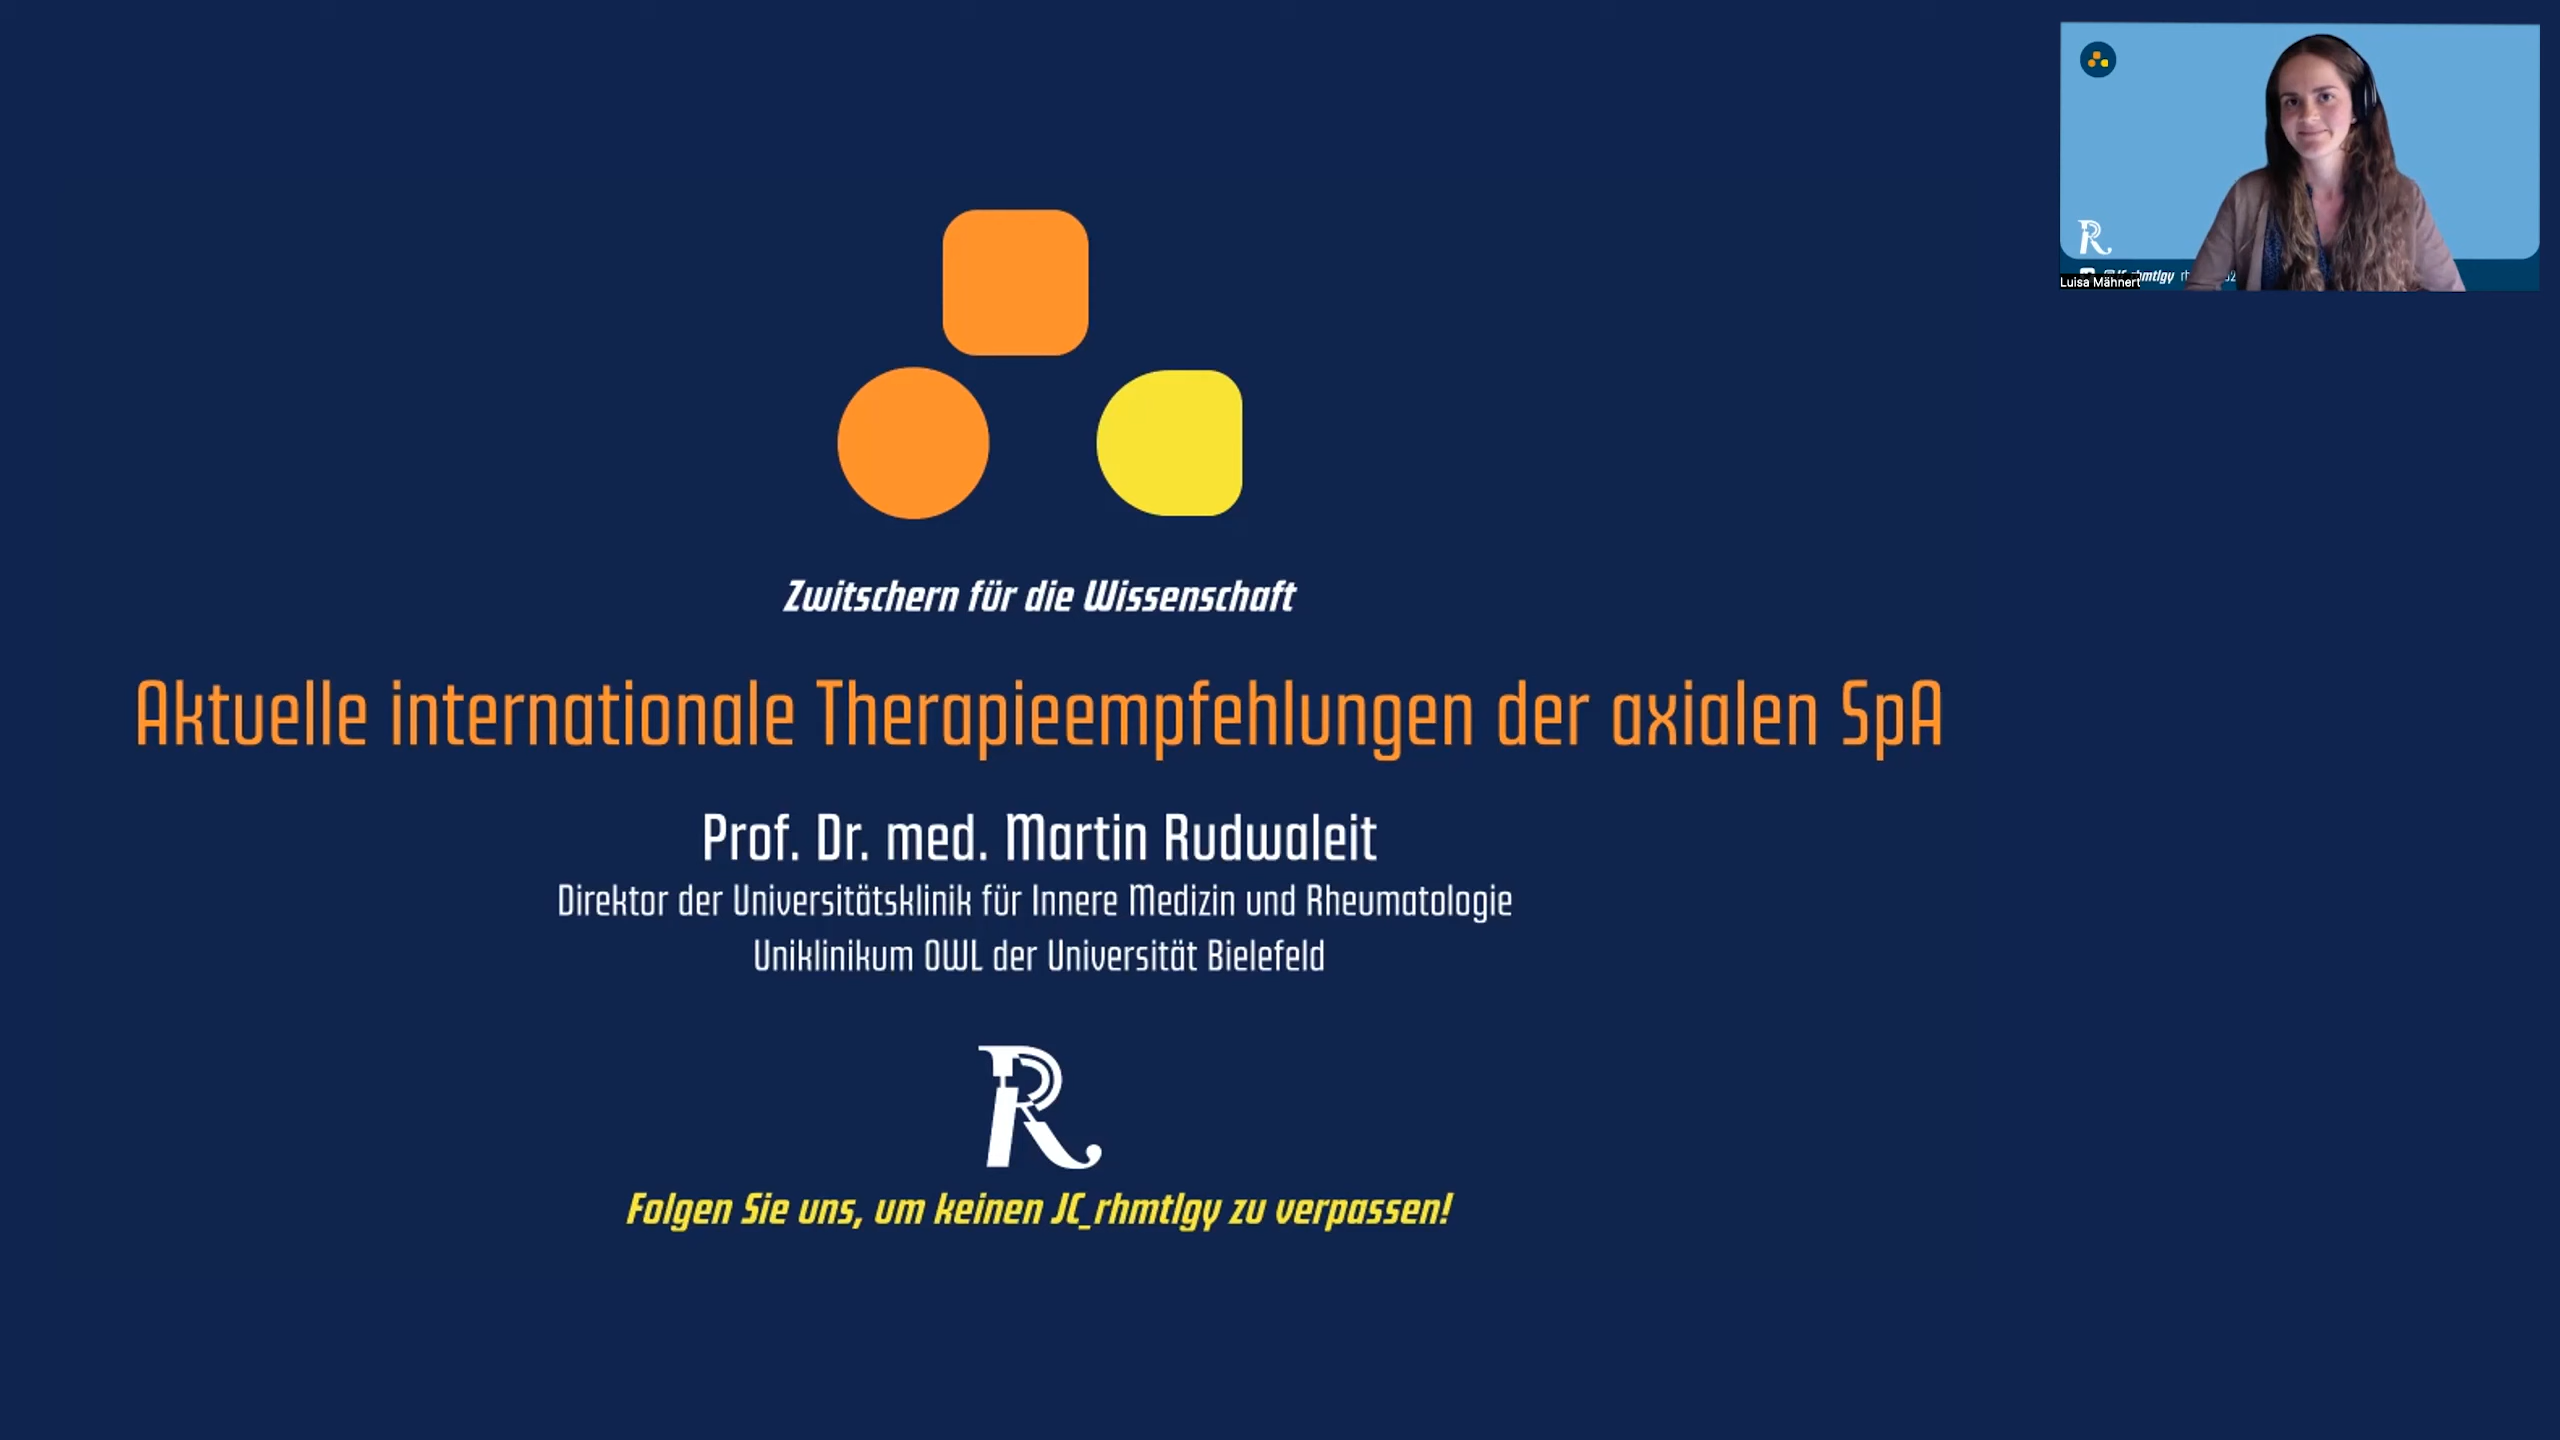 Zwitschern für die Wissenschaft
Aktuelle internationale Therapieempfehlungen der axialen SpA
Prof. Dr. med. Martin Rudwaleit
Direktor der Universitätsklinik für Innere Medizin und Rheumatologie
Uniklinikum OWL der Universität Bielefeld
R
Folgen Sie uns, um keinen JC_rhmtlgy zu verpassen!
R
Luisa Mähnert